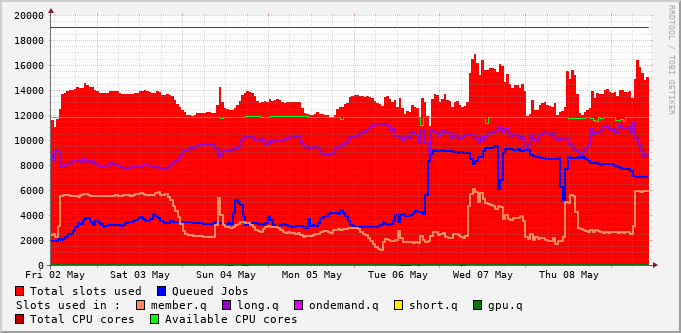 20000
18000
16000
14000
12000
10000
8000
6000
4000
2000
0
Fri 02 May Sat 03 May Sun 04 May Mon 05 May Tue 06 May Wed 07 May Thu 08 May
Total slots used Queued Jobs
Slots used in : member.q long.q ondemand.q short.q gpu.q
Total CPU cores Available CPU cores
RRDTOOL / TOBI OETIKER